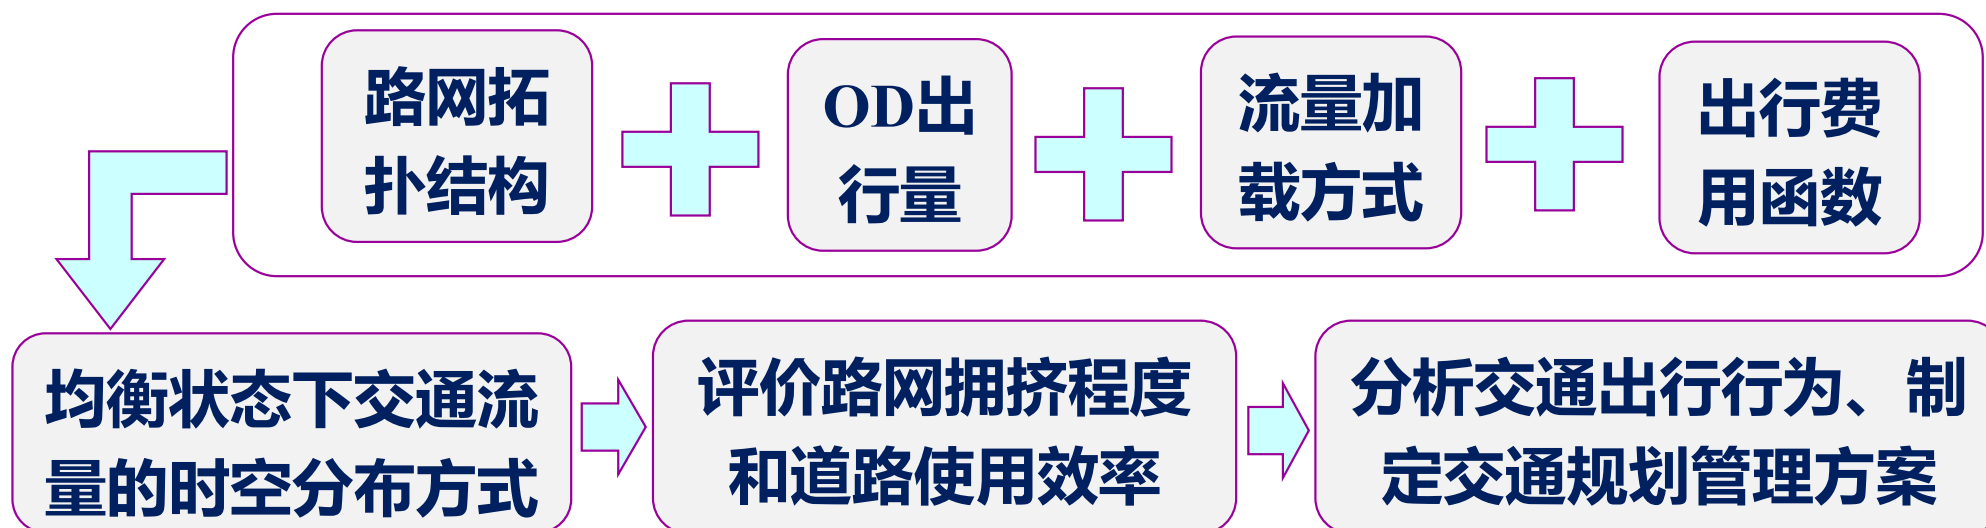 路网拓
扑结构
OD出
行量
流量加
载方式
出行费
用函数
均衡状态下交通流
量的时空分布方式
评价路网拥挤程度
和道路使用效率
分析交通出行行为、制
定交通规划管理方案